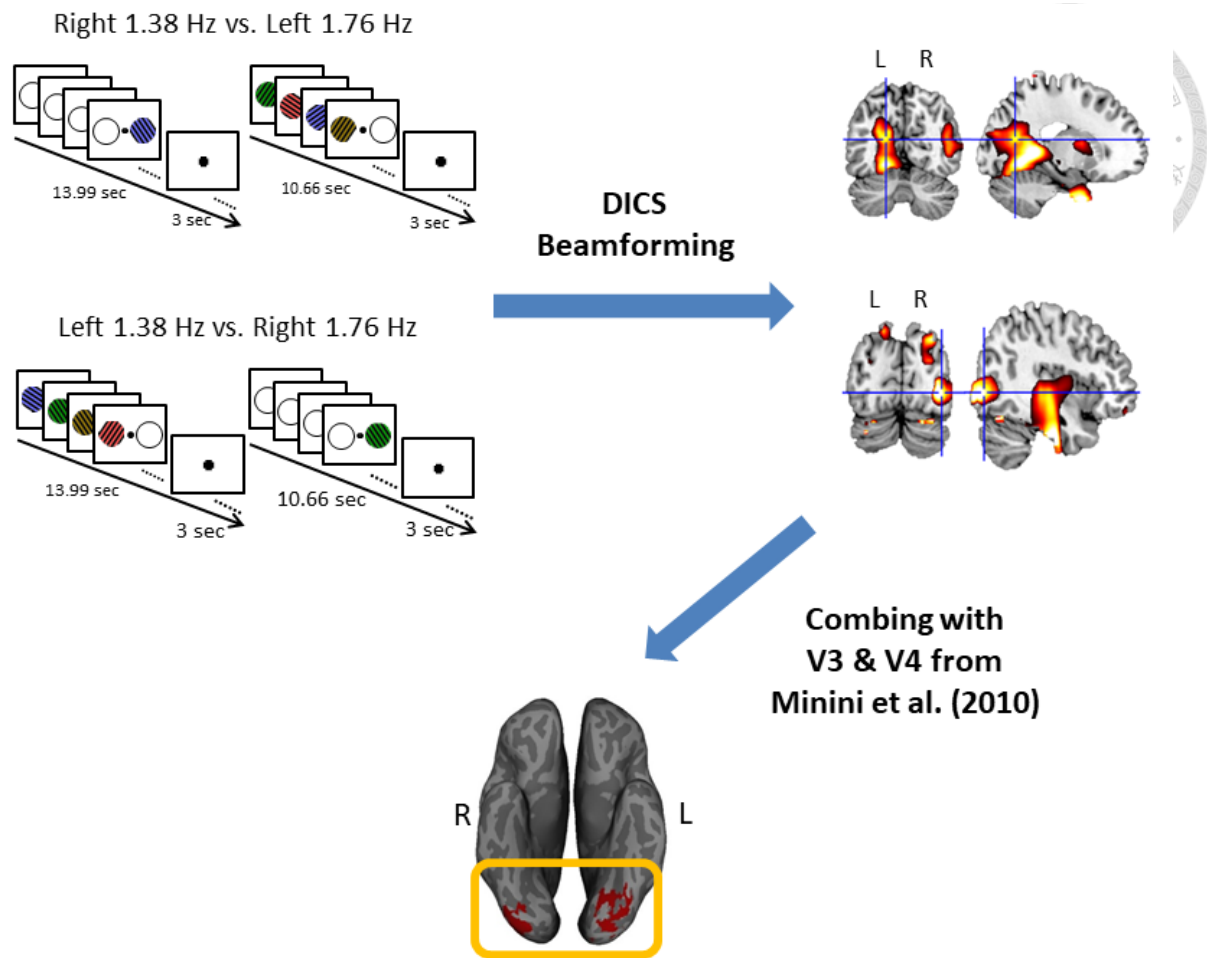 Right 1.38 Hz vs. Left 1.76 Hz
13.99 sec
3 sec
10.66 sec
3 sec
Left 1.38 Hz vs. Right 1.76 Hz
13.99 sec
3 sec
10.66 sec
3 sec
DICS
Beamforming
L R
L R
Combing with
V3 & V4 from
Minini et al. (2010)
R
L